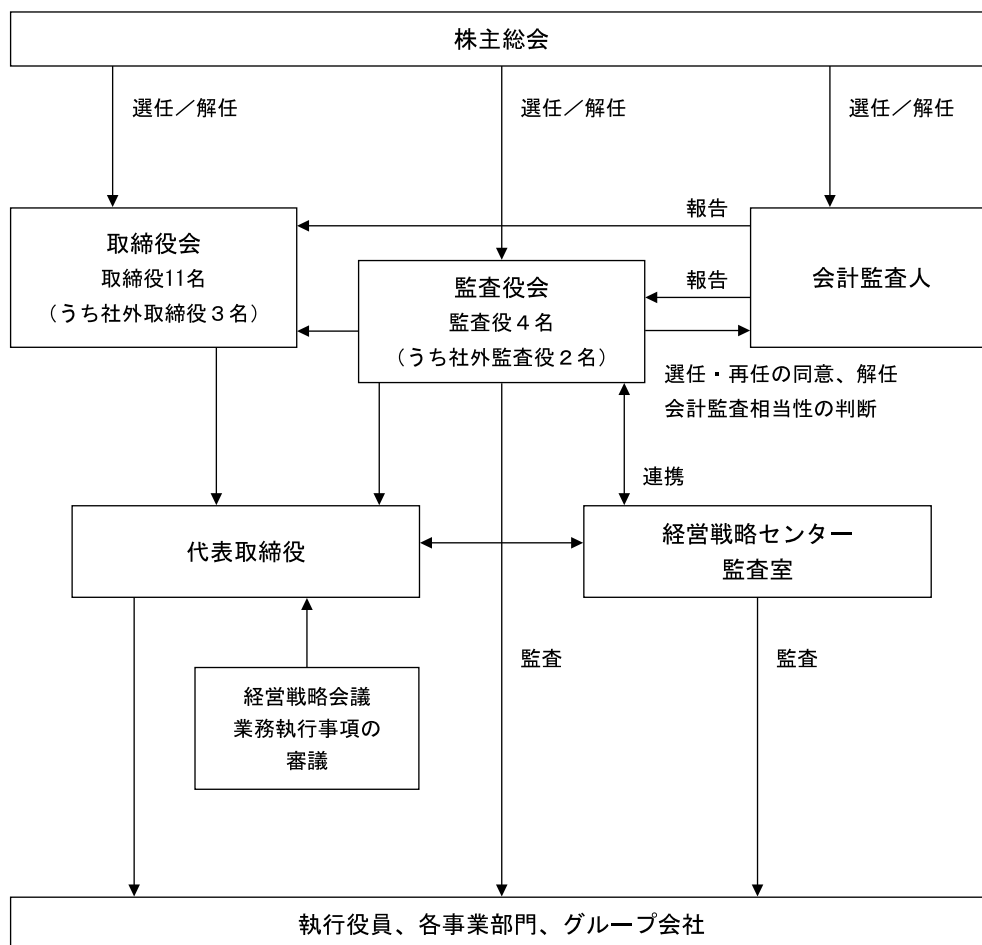 株主総会
選任／解任
選任／解任
選任／解任
取締役会
取締役11名
（うち社外取締役３名）
報告
監査役会
監査役４名
（うち社外監査役２名）
報告
会計監査人
選任・再任の同意、解任
会計監査相当性の判断
連携
代表取締役
経営戦略センター
監査室
監査
監査
経営戦略会議
業務執行事項の
審議
執行役員、各事業部門、グループ会社